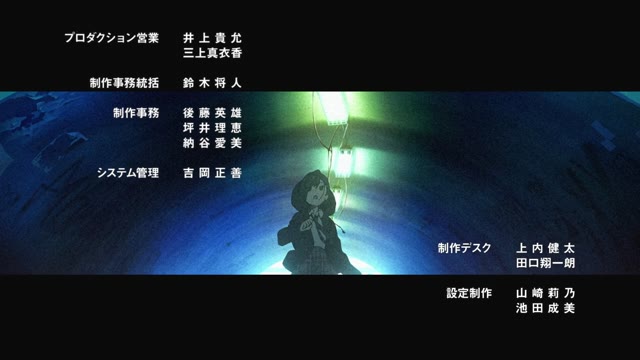 プロダクション営業 井上貴允
三上真衣香
制作事務統括 鈴木将人
制作事務 後藤英雄
坪井理恵
納谷愛美
システム管理 吉岡正善
制作デスク 上内健太
田口翔一朗
設定制作 山崎莉乃
池田成美